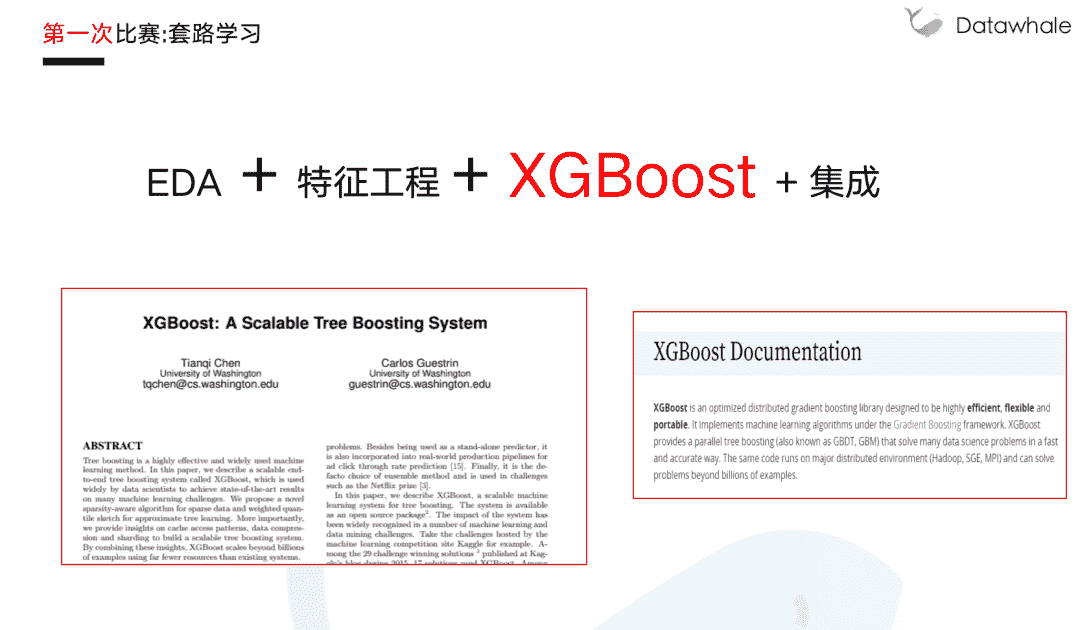 第一次比赛:套路学习
Datawhale
EDA + 特征工程 + XGBoost + 集成
XGBoost: A Scalable Tree Boosting System
Tianqi Chen
University of Washington
tqchen@cs.washington.edu
Carlos Guestrin
University of Washington
guestrin@cs.washington.edu
ABSTRACT
Tree boosting is a highly effective and widely used machine
learning method. In this paper, we describe a scalable end-
to-end tree boosting system called XGBoost, which is used
widely by data scientists to achieve state-of-the-art results
on many machine learning challenges. We propose a novel
sparsity-aware algorithm for sparse data and weighted quan-
tile sketch for approximate tree learning. More importantly,
we provide insights on cache access patterns, data compres-
sion and sharding to build a scalable tree boosting system.
By combining these insights, XGBoost scales beyond billions
of examples using far fewer resources than existing systems.
problems. Besides being used as a stand-alone predictor, it
is also incorporated into real-world production pipelines for
ad click through rate prediction [15]. Finally, it is the de-
facto choice of ensemble method and is used in challenges
such as the Netflix prize [3].
In this paper, we describe XGBoost, a scalable machine
learning system for tree boosting. The system is available
as an open source package2. The impact of the system has
been widely recognized in a number of machine learning and
data mining challenges. Take the challenges hosted by the
machine learning competition site Kaggle for example. A-
mong the 29 challenge winning solutions 3 published at Kag-
gle's blog during 2015, 17 solutions used XGBoost. Among
XGBoost Documentation
XGBoost is an optimized distributed gradient boosting library designed to be highly efficient, flexible and
portable. It implements machine learning algorithms under the Gradient Boosting framework. XGBoost
provides a parallel tree boosting (also known as GBDT, GBM) that solve many data science problems in a fast
and accurate way. The same code runs on major distributed environment (Hadoop, SGE, MPI) and can solve
problems beyond billions of examples.